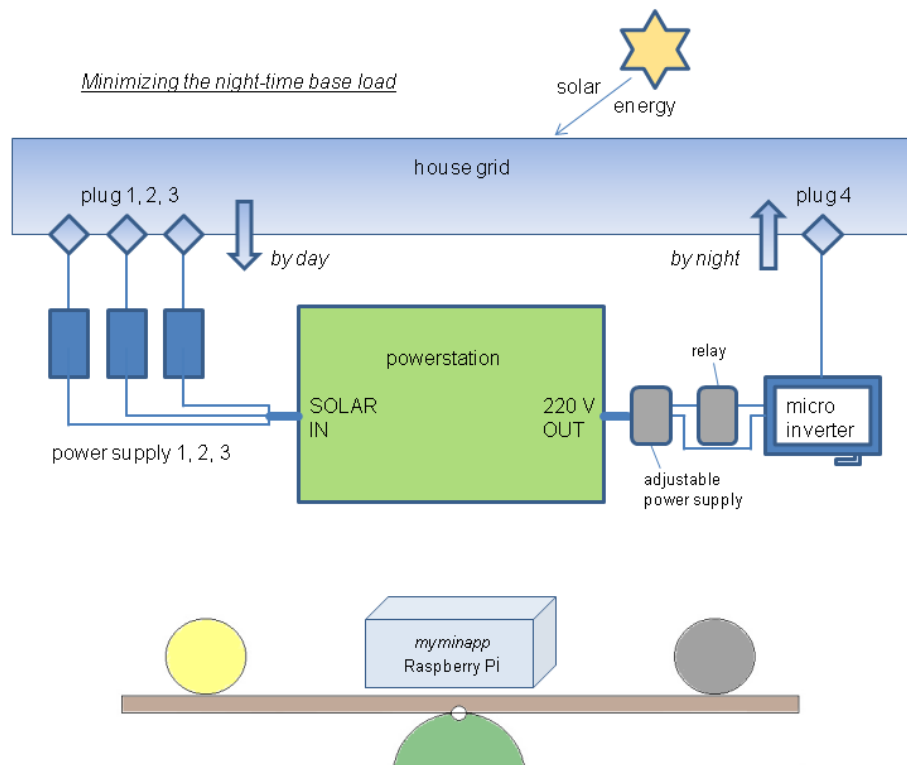 Minimizing the night-time base load
solar
energy
house grid
plug 1, 2, 3
plug 4
by day
by night
powerstation
relay
SOLAR
IN
220 V
OUT
micro
inverter
power supply 1, 2, 3
adjustable
power supply
myminapp
Raspberry Pi